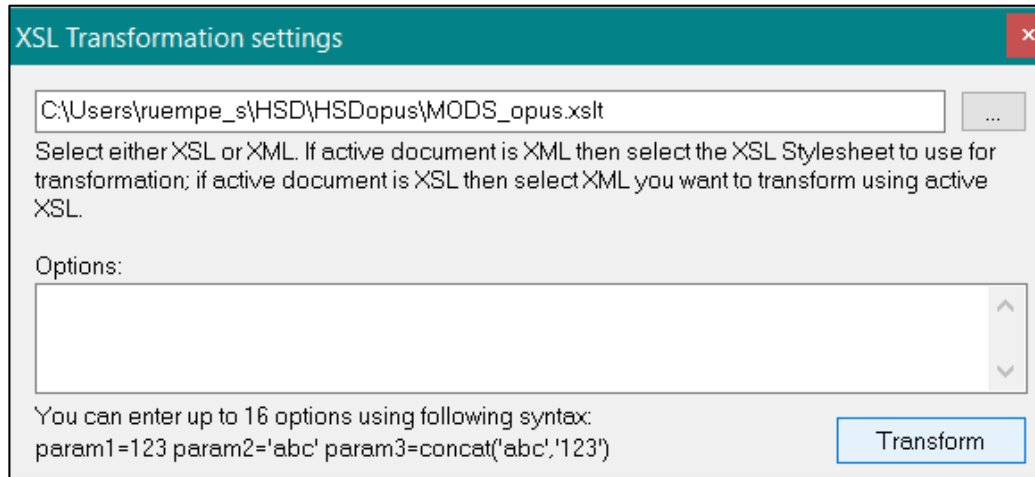 XSL Transformation settings
×
C:\Users\ruempe_s\HSD\HSDopus\MODS_opus.xslt
...
Select either XSL or XML. If active document is XML then select the XSL Stylesheet to use for
transformation; if active document is XSL then select XML you want to transform using active
XSL.
Options:
You can enter up to 16 options using following syntax:
param1=123 param2='abc' param3=concat('abc','123')
Transform